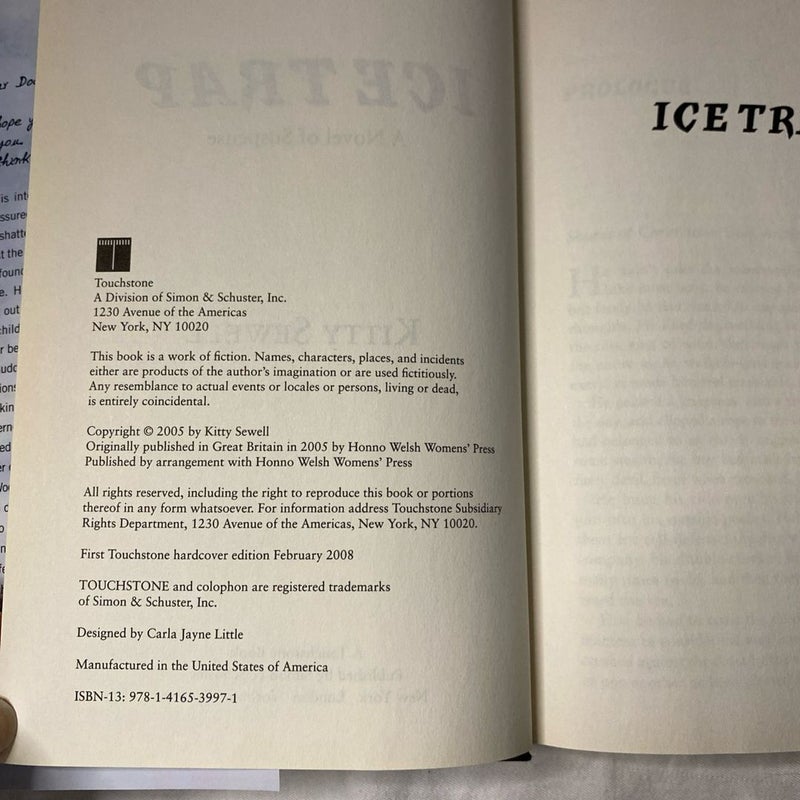 Touchstone
A Division of Simon & Schuster, Inc.
1230 Avenue of the Americas
New York, NY 10020
This book is a work of fiction. Names, characters, places, and incidents
either are products of the author's imagination or are used fictitiously.
Any resemblance to actual events or locales or persons, living or dead,
is entirely coincidental.
Copyright © 2005 by Kitty Sewell
Originally published in Great Britain in 2005 by Honno Welsh Womens' Press
Published by arrangement with Honno Welsh Womens' Press
All rights reserved, including the right to reproduce this book or portions
thereof in any form whatsoever. For information address Touchstone Subsidiary
Rights Department, 1230 Avenue of the Americas, New York, NY 10020.
First Touchstone hardcover edition February 2008
TOUCHSTONE and colophon are registered trademarks
of Simon & Schuster, Inc.
Designed by Carla Jayne Little
Manufactured in the United States of America
ISBN-13: 978-1-4165-3997-1
ICE TR